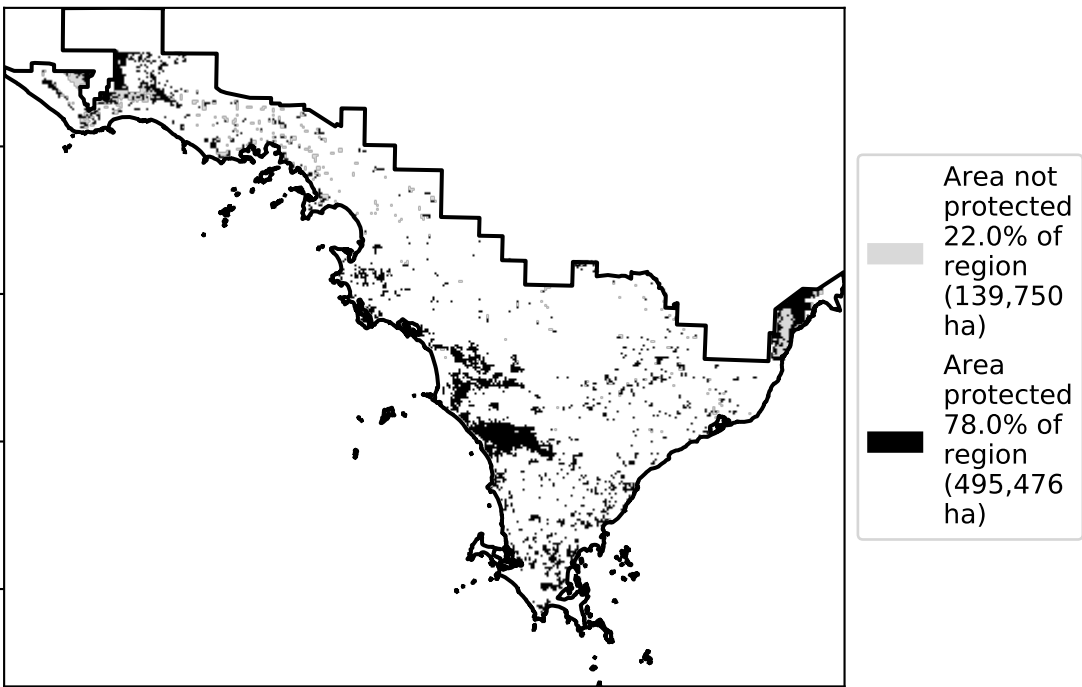 Area not
protected
22.0% of
region
(139,750
ha)
Area
protected
78.0% of
region
(495,476
ha)